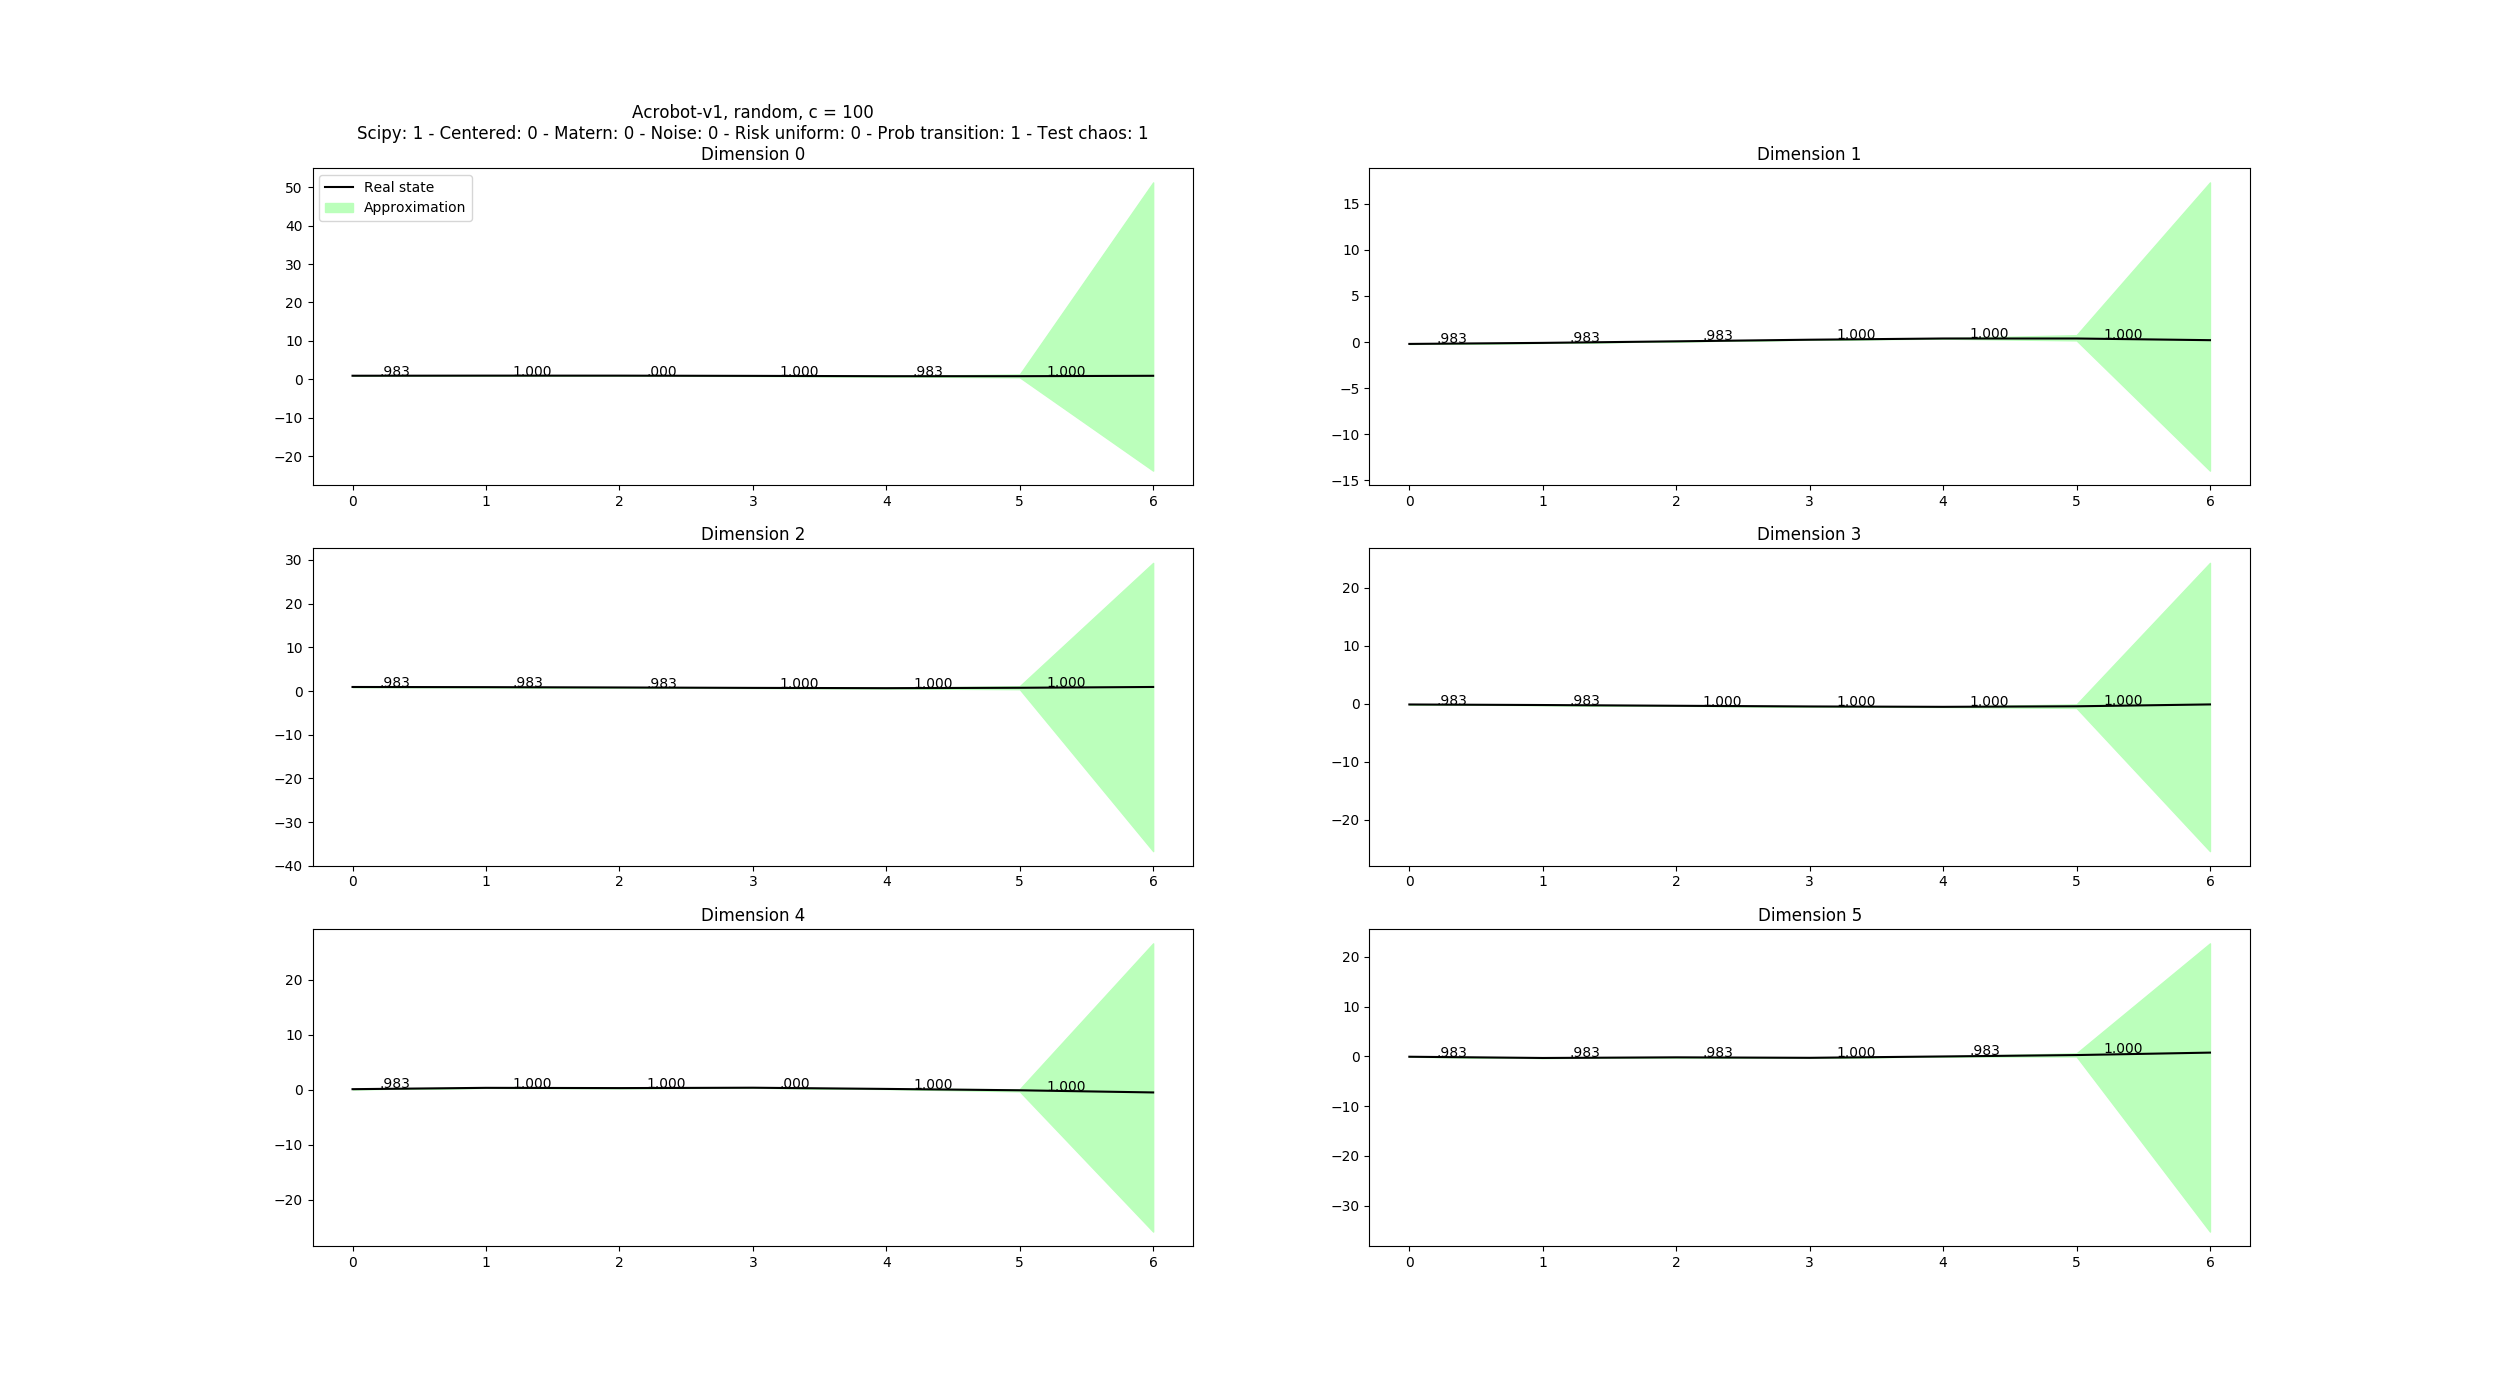 Acrobot-v1, random, c = 100
Scipy: 1 - Centered: 0 - Matern: 0 - Noise: 0 - Risk uniform: 0 - Prob transition: 1 - Test chaos: 1
Dimension 0
Real state
Approximation
50
40
30
20
10
0
−10
−20
.983 1.000 .000 1.000 .983 1.000
0 1 2 3 4 5 6
Dimension 1
15
10
5
0
−5
−10
−15
.983 .983 .983 1.000 1.000 1.000
0 1 2 3 4 5 6
Dimension 2
30
20
10
0
−10
−20
−30
−40
.983 .983 .983 1.000 1.000 1.000
0 1 2 3 4 5 6
Dimension 3
20
10
0
−10
−20
.983 .983 1.000 1.000 1.000 1.000
0 1 2 3 4 5 6
Dimension 4
20
10
0
−10
−20
.983 1.000 1.000 .000 1.000 1.000
0 1 2 3 4 5 6
Dimension 5
20
10
0
−10
−20
−30
.983 .983 .983 1.000 .983 1.000
0 1 2 3 4 5 6